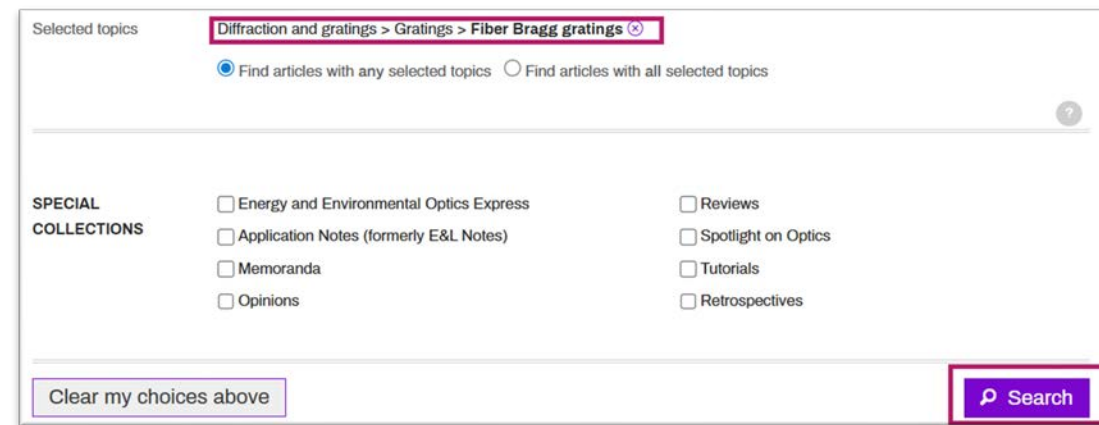 Selected topics Diffraction and gratings > Gratings > Fiber Bragg gratings
Find articles with any selected topics Find articles with all selected topics
?
SPECIAL COLLECTIONS
Energy and Environmental Optics Express Reviews
Application Notes (formerly E&L Notes) Spotlight on Optics
Memoranda Tutorials
Opinions Retrospectives
Clear my choices above Search